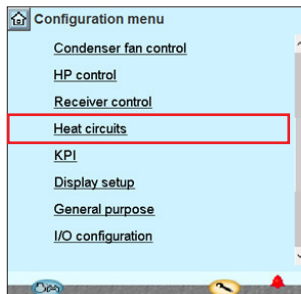 Configuration menu
Condenser fan control
HP control
Receiver control
Heat circuits
KPI
Display setup
General purpose
I/O configuration